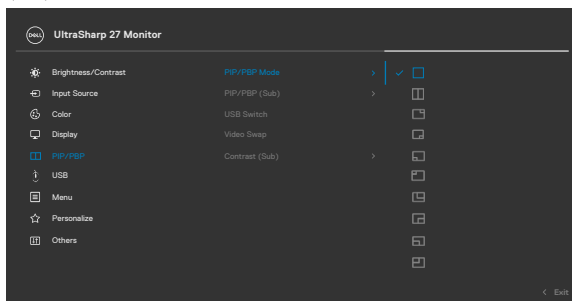 DELL UltraSharp 27 Monitor
Brightness/Contrast PIP/PBP Mode
Input Source PIP/PBP (Sub)
Color USB Switch
Display Video Swap
PIP/PBP Contrast (Sub)
USB
Menu
Personalize
Others
Exit